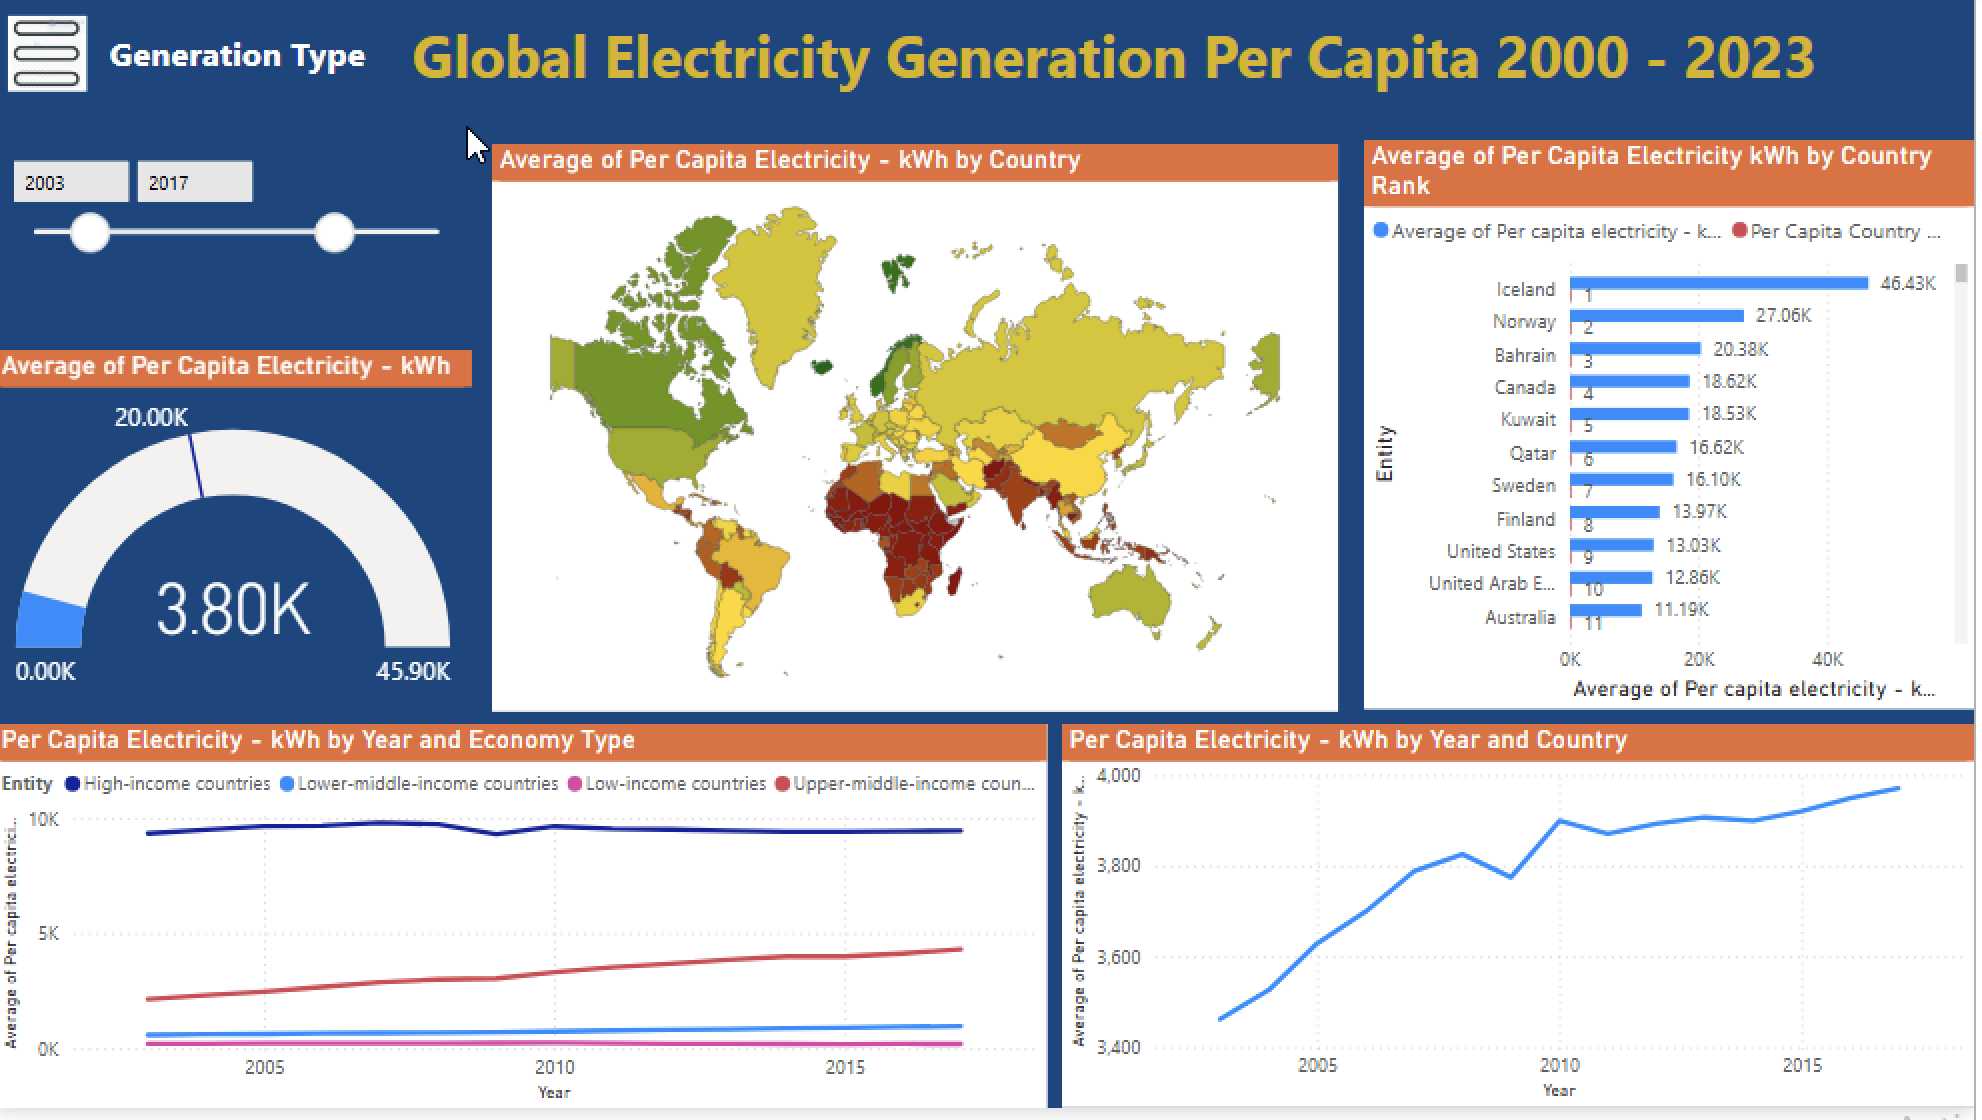 Generation Type
Global Electricity Generation Per Capita 2000 - 2023
2003
2017
Average of Per Capita Electricity - kWh
20.00K
3.80K
0.00K
45.90K
Average of Per Capita Electricity - kWh by Country
Average of Per Capita Electricity kWh by Country
Rank
Average of Per capita electricity - k...
Per Capita Country ...
Entity
Iceland 1 46.43K
Norway 2 27.06K
Bahrain 3 20.38K
Canada 4 18.62K
Kuwait 5 18.53K
Qatar 6 16.62K
Sweden 7 16.10K
Finland 8 13.97K
United States 9 13.03K
United Arab E... 10 12.86K
Australia 11 11.19K
0K 20K 40K
Average of Per capita electricity - k...
Per Capita Electricity - kWh by Year and Economy Type
Entity High-income countries Lower-middle-income countries Low-income countries Upper-middle-income coun...
Average of Per capita electrici...
10K
5K
0K
2005 2010 2015
Year
Per Capita Electricity - kWh by Year and Country
Average of Per capita electricity - k...
4,000
3,800
3,600
3,400
2005 2010 2015
Year